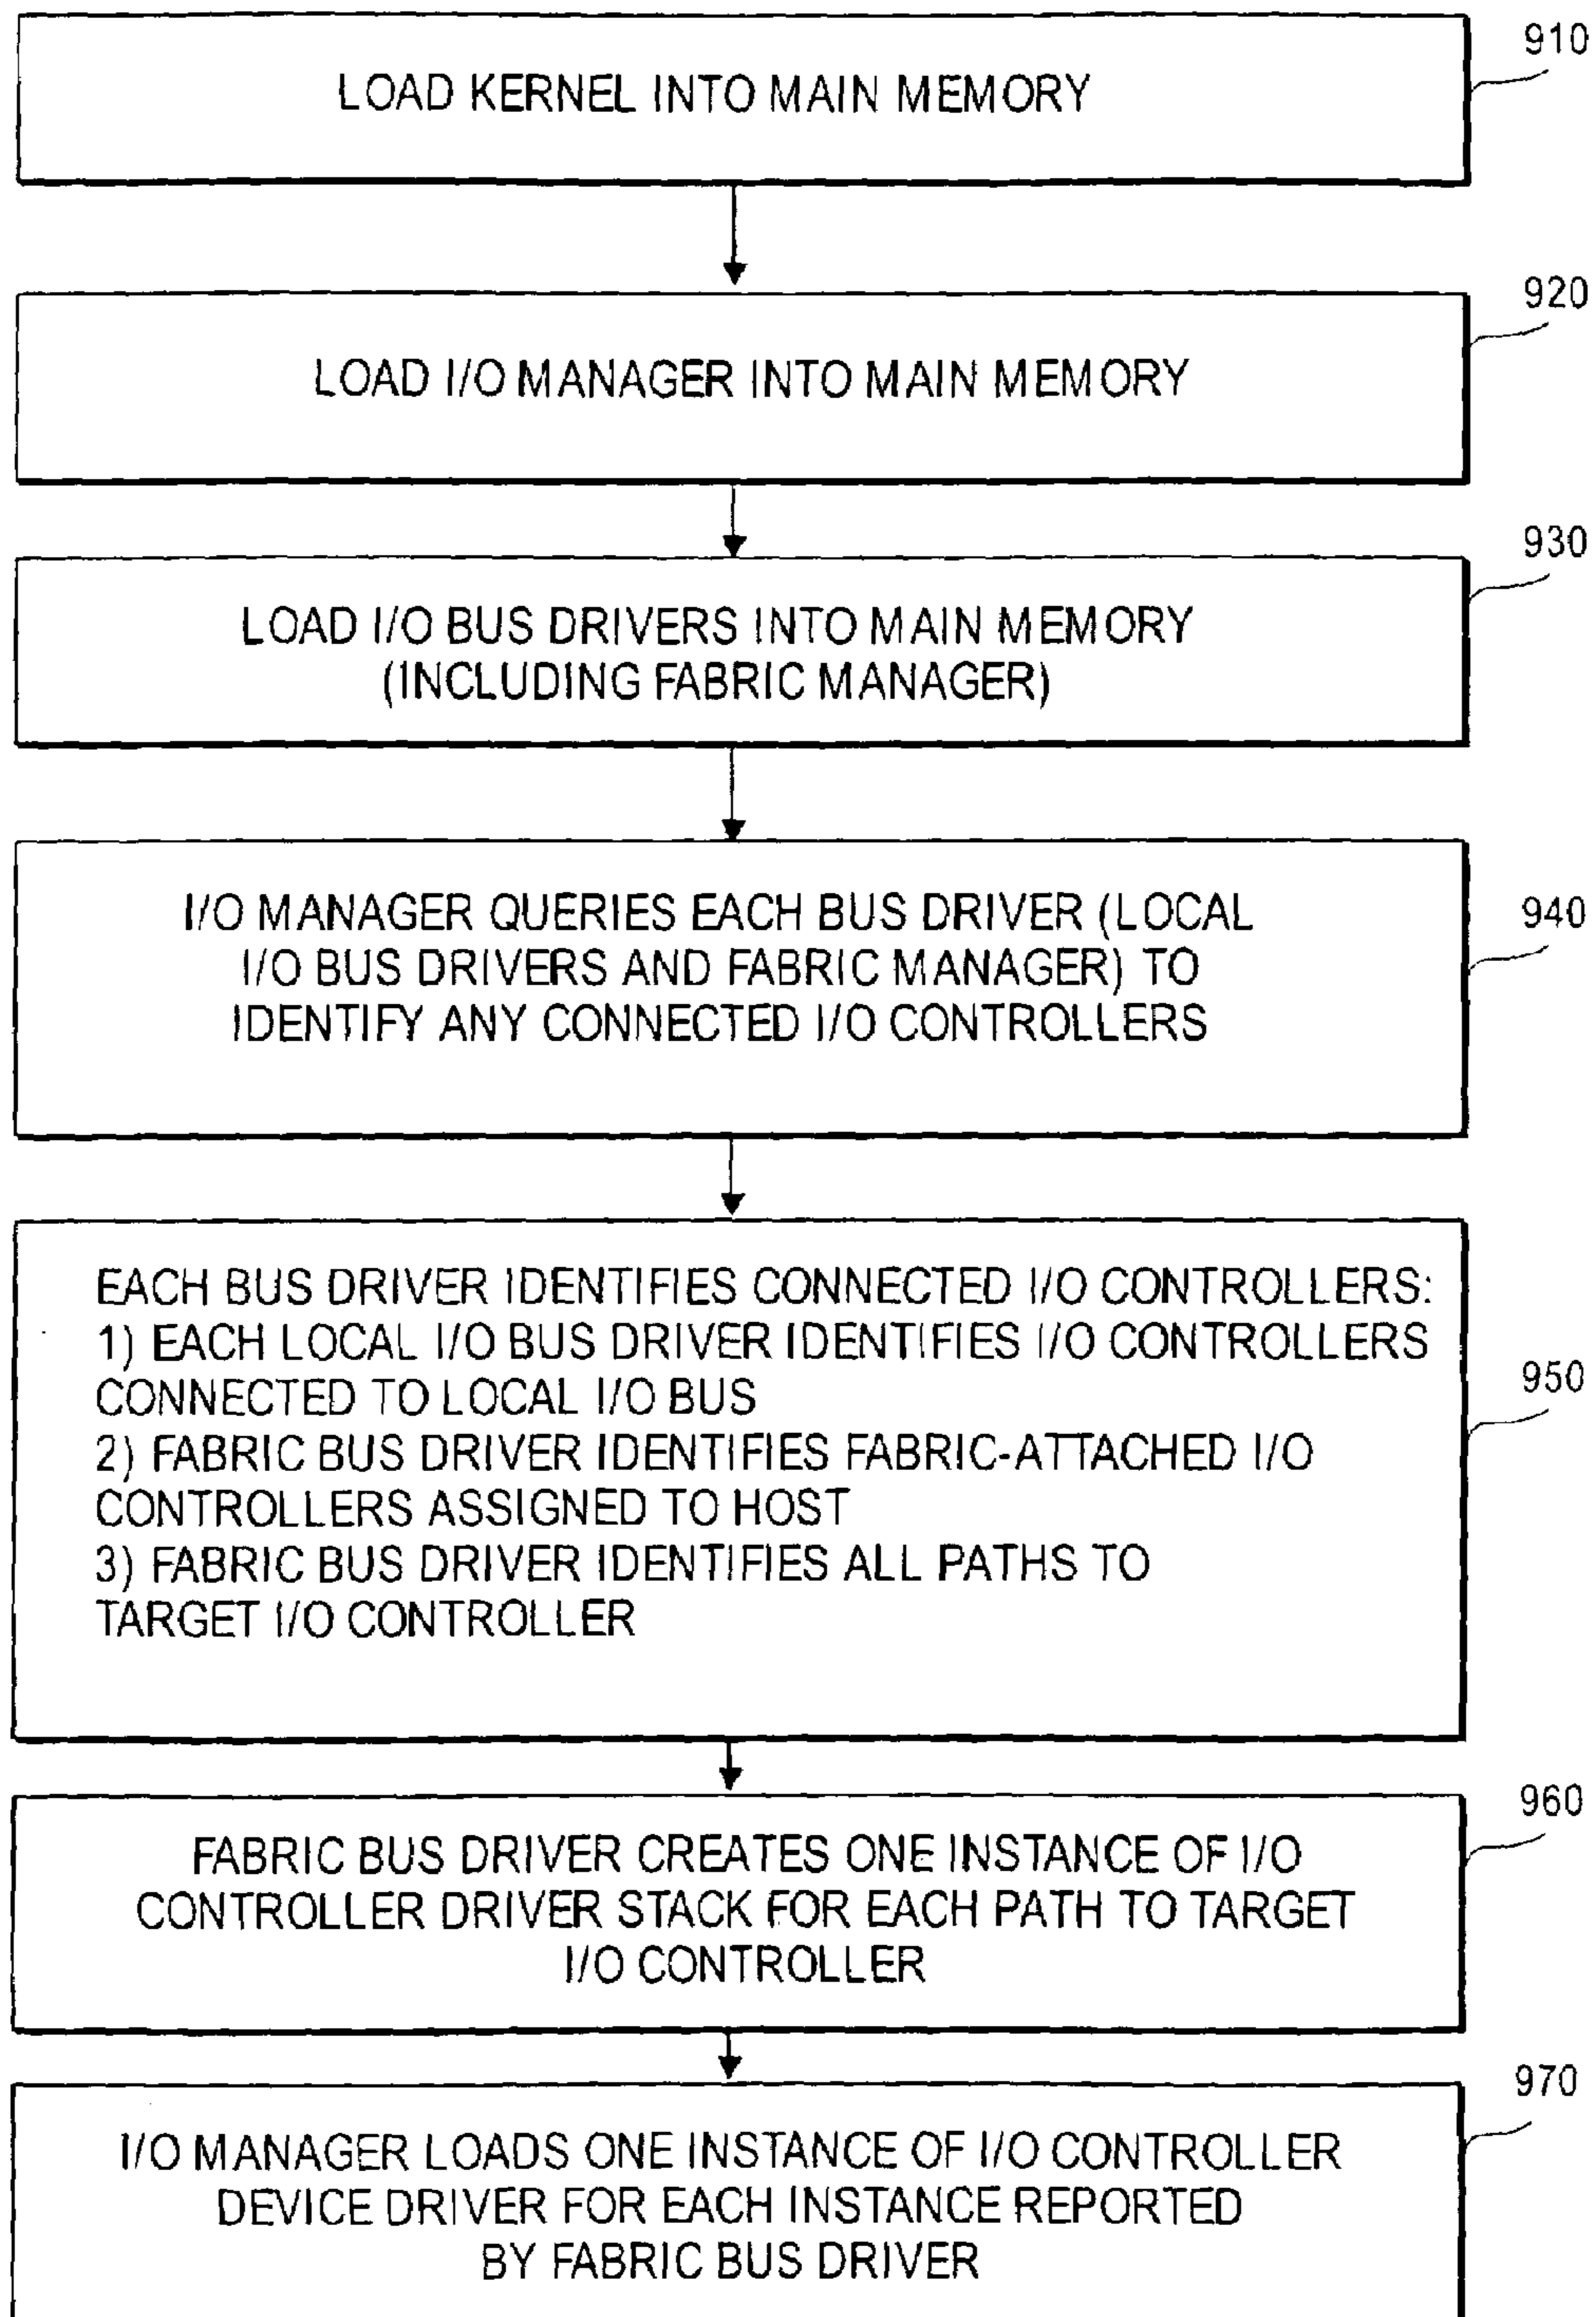 910
LOAD KERNEL INTO MAIN MEMORY
920
LOAD I/O MANAGER INTO MAIN MEMORY
930
LOAD I/O BUS DRIVERS INTO MAIN MEMORY
(INCLUDING FABRIC MANAGER)
940
I/O MANAGER QUERIES EACH BUS DRIVER (LOCAL
I/O BUS DRIVERS AND FABRIC MANAGER) TO
IDENTIFY ANY CONNECTED I/O CONTROLLERS
950
EACH BUS DRIVER IDENTIFIES CONNECTED I/O CONTROLLERS:
1) EACH LOCAL I/O BUS DRIVER IDENTIFIES I/O CONTROLLERS
CONNECTED TO LOCAL I/O BUS
2) FABRIC BUS DRIVER IDENTIFIES FABRIC-ATTACHED I/O
CONTROLLERS ASSIGNED TO HOST
3) FABRIC BUS DRIVER IDENTIFIES ALL PATHS TO
TARGET I/O CONTROLLER
960
FABRIC BUS DRIVER CREATES ONE INSTANCE OF I/O
CONTROLLER DRIVER STACK FOR EACH PATH TO TARGET
I/O CONTROLLER
970
I/O MANAGER LOADS ONE INSTANCE OF I/O CONTROLLER
DEVICE DRIVER FOR EACH INSTANCE REPORTED
BY FABRIC BUS DRIVER